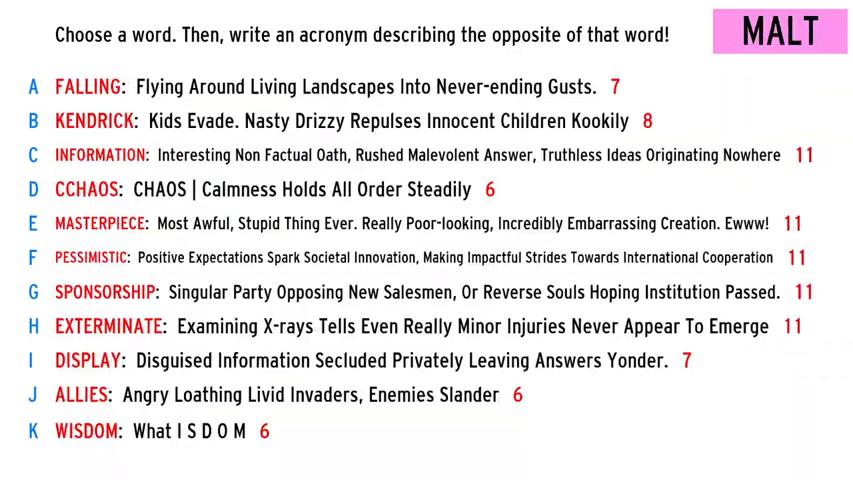 Choose a word. Then, write an acronym describing the opposite of that word!
MALT
A FALLING: Flying Around Living Landscapes Into Never-ending Gusts. 7
B KENDRICK: Kids Evade. Nasty Drizzy Repulses Innocent Children Kookily 8
C INFORMATION: Interesting Non Factual Oath, Rushed Malevolent Answer, Truthless Ideas Originating Nowhere 11
D CCHAOS: CHAOS | Calmness Holds All Order Steadily 6
E MASTERPIECE: Most Awful, Stupid Thing Ever. Really Poor-looking, Incredibly Embarrassing Creation. Ewww! 11
F PESSIMISTIC: Positive Expectations Spark Societal Innovation, Making Impactful Strides Towards International Cooperation 11
G SPONSORSHIP: Singular Party Opposing New Salesmen, Or Reverse Souls Hoping Institution Passed. 11
H EXTERMINATE: Examining X-rays Tells Even Really Minor Injuries Never Appear To Emerge 11
I DISPLAY: Disguised Information Secluded Privately Leaving Answers Yonder. 7
J ALLIES: Angry Loathing Livid Invaders, Enemies Slander 6
K WISDOM: What I S D O M 6